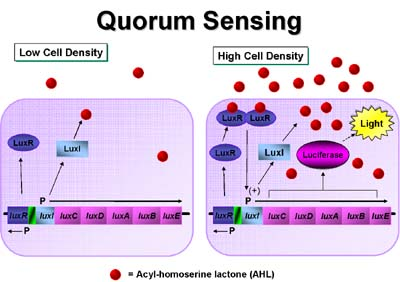 Quorum Sensing
Low Cell Density
High Cell Density
LuxR
LuxI
P
luxR luxI luxC luxD luxA luxB luxE
P
LuxR LuxR
LuxR
LuxI
Luciferase
Light
(+)
P
luxR luxI luxC luxD luxA luxB luxE
P
= Acyl-homoserine lactone (AHL)